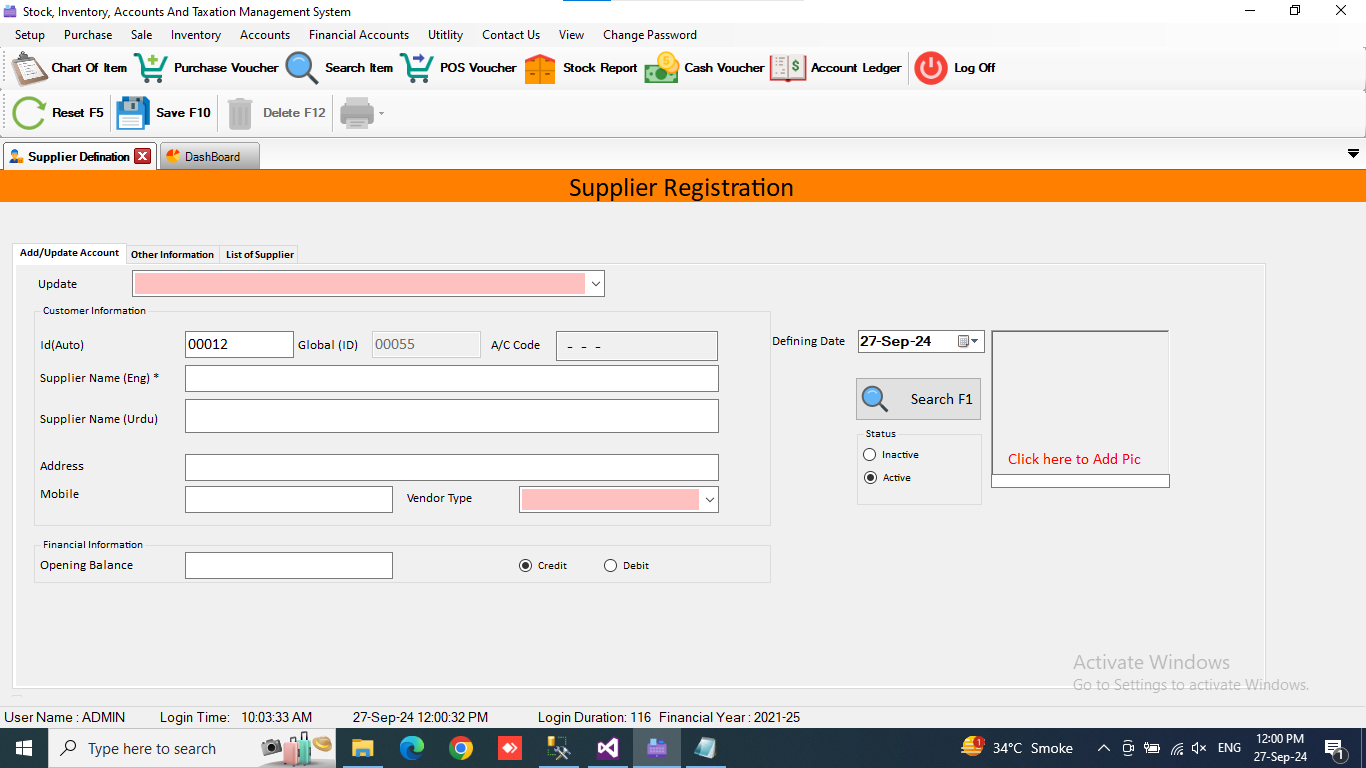 Stock, Inventory, Accounts And Taxation Management System
Setup Purchase Sale Inventory Accounts Financial Accounts Utitlity Contact Us View Change Password
Chart Of Item Purchase Voucher Search Item POS Voucher Stock Report Cash Voucher Account Ledger Log Off
Reset F5 Save F10 Delete F12
Supplier Defination DashBoard
Supplier Registration
Add/Update Account Other Information List of Supplier
Update
Customer Information
Id(Auto) 00012 Global (ID) 00055 A/C Code - - - Defining Date 27-Sep-24
Supplier Name (Eng) *
Search F1
Supplier Name (Urdu)
Status
Inactive
Click here to Add Pic
Address
Active
Mobile Vendor Type
Financial Information
Opening Balance Credit Debit
Activate Windows
Go to Settings to activate Windows.
User Name : ADMIN Login Time: 10:03:33 AM 27-Sep-24 12:00:32 PM Login Duration: 116 Financial Year : 2021-25
Type here to search 1 34°C Smoke ENG 12:00 PM
27-Sep-24 1